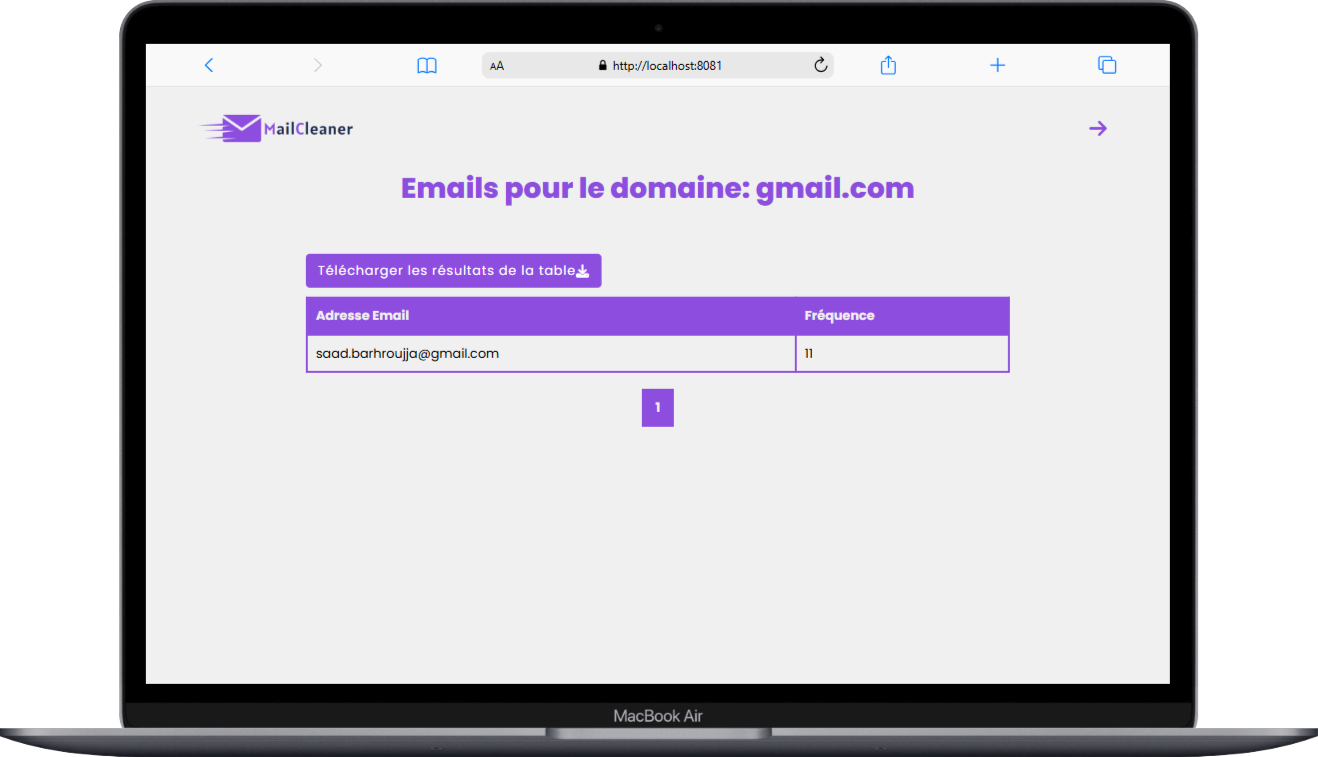 AA
http://localhost:8081
MailCleaner
Emails pour le domaine: gmail.com
Télécharger les résultats de la table
Adresse Email Fréquence
saad.barhroujja@gmail.com 11
1
MacBook Air